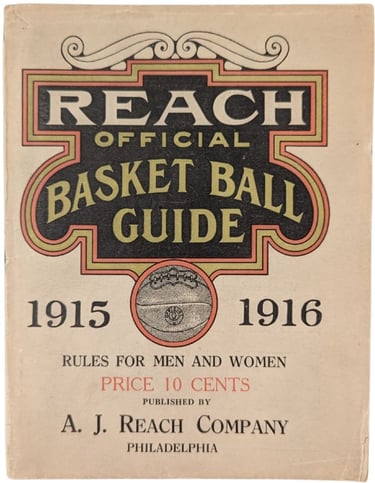 REACH
OFFICIAL
BASKET BALL
GUIDE
1915 1916
RULES FOR MEN AND WOMEN
PRICE 10 CENTS
PUBLISHED BY
A. J. REACH COMPANY
PHILADELPHIA